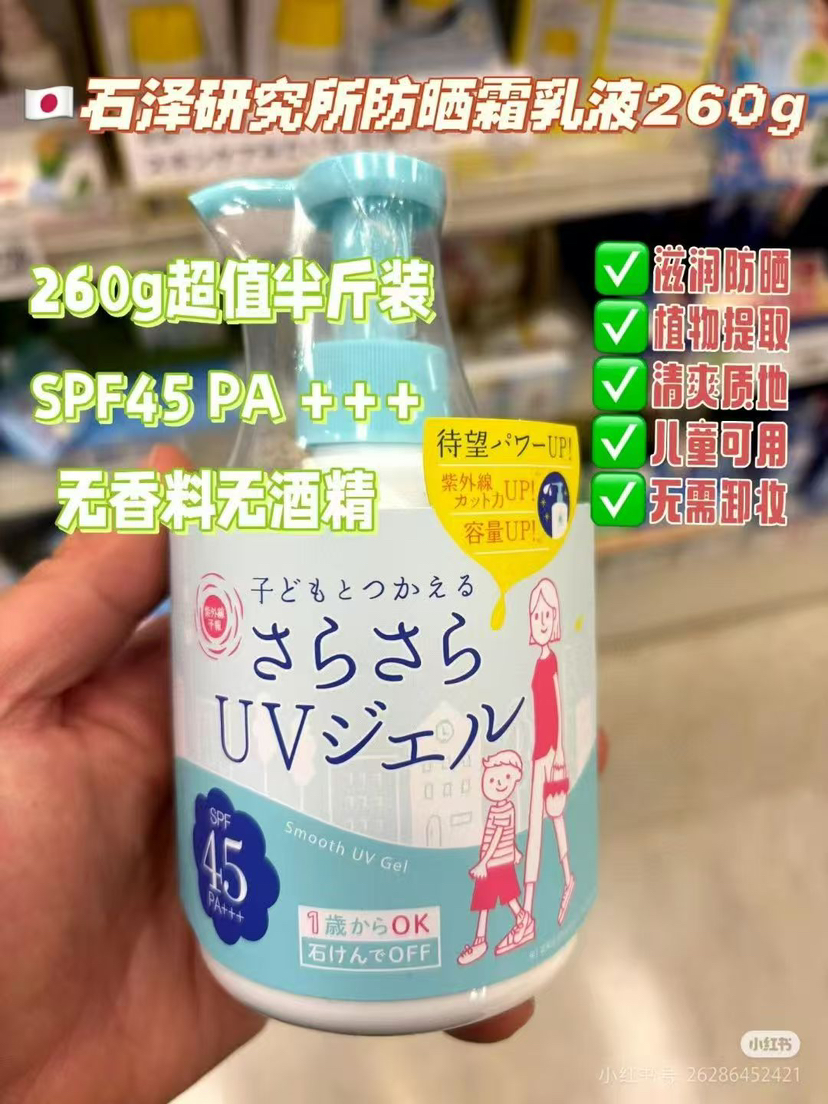 石泽研究所防晒霜乳液260g
260g超值半斤装
SPF45 PA +++
无香料无酒精
滋润防晒
植物提取
清爽质地
儿童可用
无需卸妆
待望パワーUP!
紫外線
カット力UP!
容量UP!
紫外線
予報
子どもとつかえる
さらさら
UVジェル
Smooth UV Gel
SPF
45
PA+++
1歳からOK
石けんでOFF
小红书
小红书号 26286452421